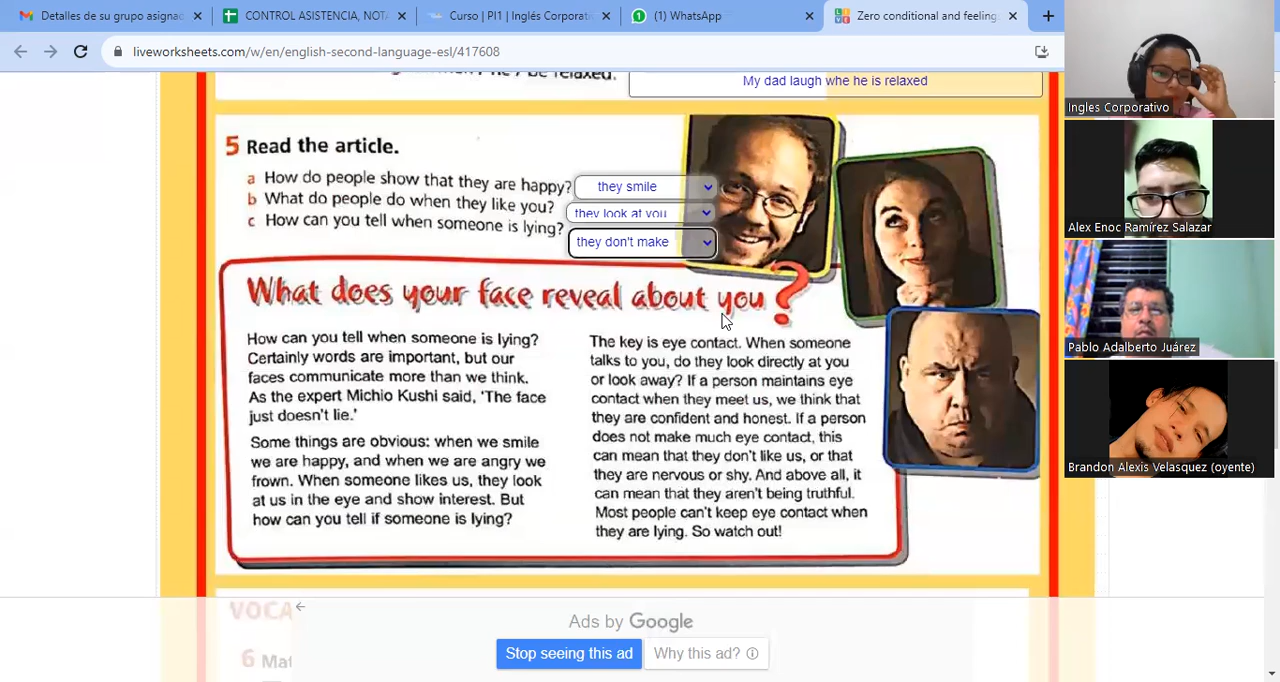 Detalles de su grupo asignad
CONTROL ASISTENCIA, NOTA
Curso | PI1 | Inglés Corporati
(1) WhatsApp
Zero conditional and feeling
liveworksheets.com/w/en/english-second-language-esl/417608
be relaxed.
My dad laugh whe he is relaxed
5 Read the article.
a How do people show that they are happy? they smile
b What do people do when they like you? they look at you
c How can you tell when someone is lying? they don't make
What does your face reveal about you?
How can you tell when someone is lying?
Certainly words are important, but our
faces communicate more than we think.
As the expert Michio Kushi said, 'The face
just doesn't lie.'
Some things are obvious: when we smile
we are happy, and when we are angry we
frown. When someone likes us, they look
at us in the eye and show interest. But
how can you tell if someone is lying?
The key is eye contact. When someone
talks to you, do they look directly at you
or look away? If a person maintains eye
contact when they meet us, we think that
they are confident and honest. If a person
does not make much eye contact, this
can mean that they don't like us, or that
they are nervous or shy. And above all, it
can mean that they aren't being truthful.
Most people can't keep eye contact when
they are lying. So watch out!
VOCA
6 Mat
Ads by Google
Stop seeing this ad
Why this ad?
Ingles Corporativo
Alex Enoc Ramírez Salazar
Pablo Adalberto Juárez
Brandon Alexis Velasquez (oyente)